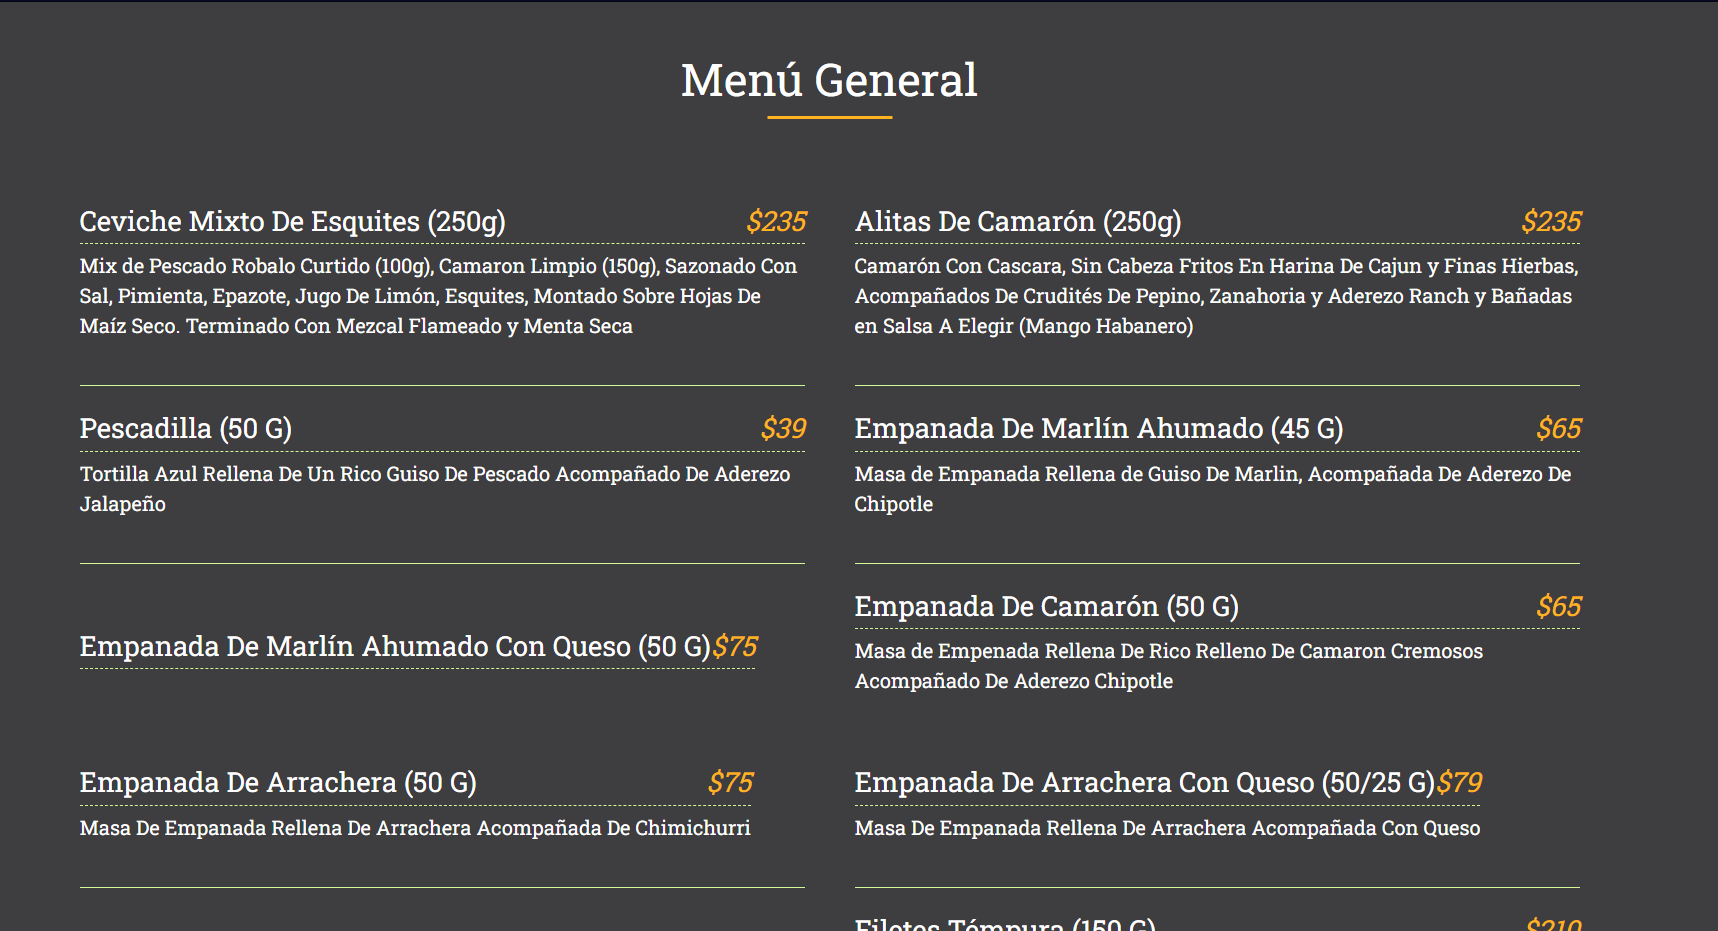 Menú General
Ceviche Mixto De Esquites (250g) $235
Mix de Pescado Robalo Curtido (100g), Camaron Limpio (150g), Sazonado Con
Sal, Pimienta, Epazote, Jugo De Limón, Esquites, Montado Sobre Hojas De
Maíz Seco. Terminado Con Mezcal Flameado y Menta Seca
Alitas De Camarón (250g) $235
Camarón Con Cascara, Sin Cabeza Fritos En Harina De Cajun y Finas Hierbas,
Acompañados De Crudités De Pepino, Zanahoria y Aderezo Ranch y Bañadas
en Salsa A Elegir (Mango Habanero)
Pescadilla (50 G) $39
Tortilla Azul Rellena De Un Rico Guiso De Pescado Acompañado De Aderezo
Jalapeño
Empanada De Marlín Ahumado (45 G) $65
Masa de Empanada Rellena de Guiso De Marlin, Acompañada De Aderezo De
Chipotle
Empanada De Marlín Ahumado Con Queso (50 G) $75
Empanada De Camarón (50 G) $65
Masa de Empenada Rellena De Rico Relleno De Camaron Cremosos
Acompañado De Aderezo Chipotle
Empanada De Arrachera (50 G) $75
Masa De Empanada Rellena De Arrachera Acompañada De Chimichurri
Empanada De Arrachera Con Queso (50/25 G) $79
Masa De Empanada Rellena De Arrachera Acompañada Con Queso
Filetes Témpura (150 G) $210